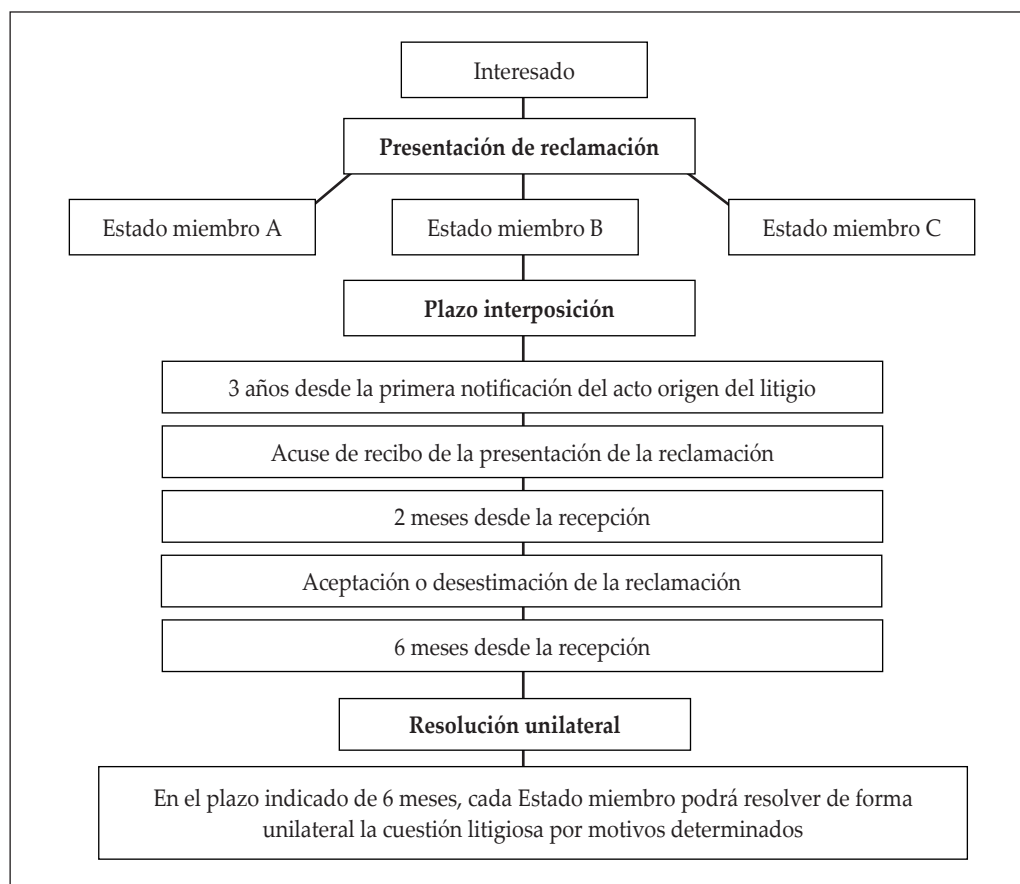 Interesado
Presentación de reclamación
Estado miembro A
Estado miembro B
Estado miembro C
Plazo interposición
3 años desde la primera notificación del acto origen del litigio
Acuse de recibo de la presentación de la reclamación
2 meses desde la recepción
Aceptación o desestimación de la reclamación
6 meses desde la recepción
Resolución unilateral
En el plazo indicado de 6 meses, cada Estado miembro podrá resolver de forma
unilateral la cuestión litigiosa por motivos determinados